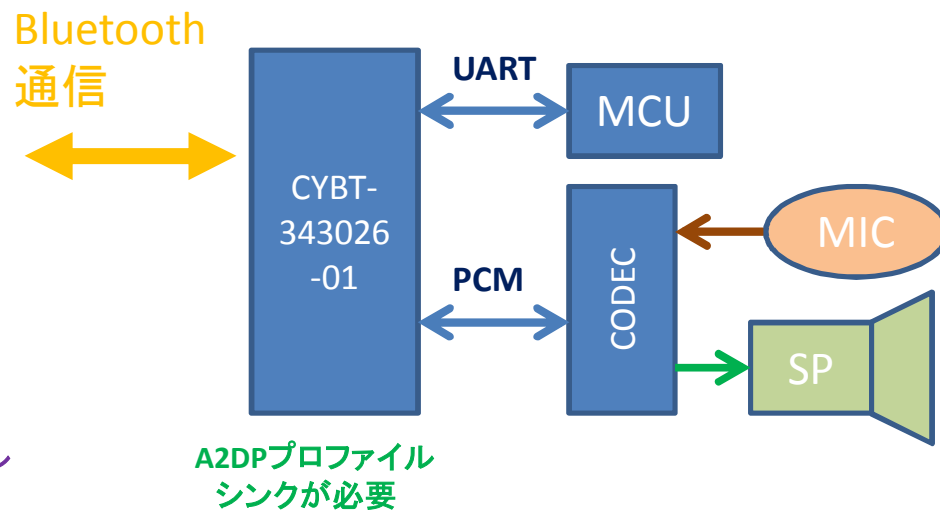 Bluetooth
通信
UART
MCU
CYBT-
343026
-01
MIC
CODEC
PCM
SP
A2DPプロファイル
シンクが必要